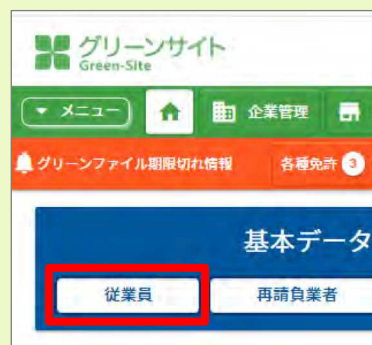 グリーンサイト
Green-Site
メニュー 企業管理
グリーンファイル期限切れ情報 各種免許 3
基本データ
従業員 再請負業者